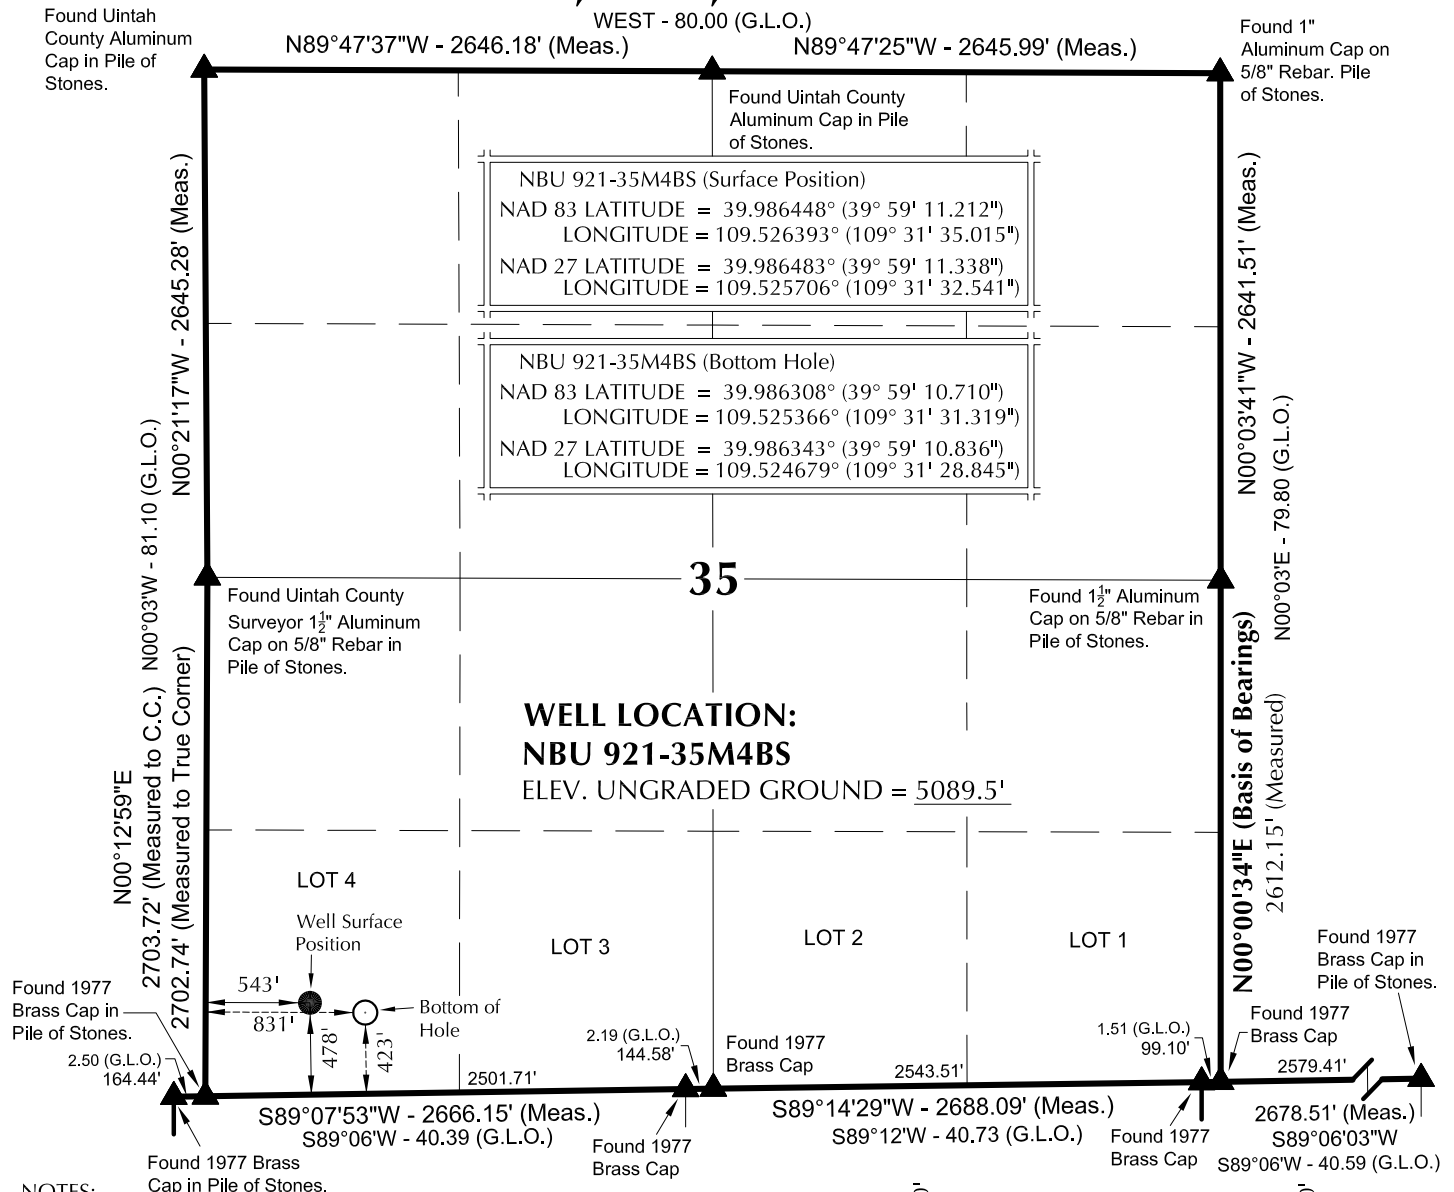 WEST - 80.00 (G.L.O.)
Found Uintah
County Aluminum
Cap in Pile of
Stones.
N89°47'37"W - 2646.18' (Meas.)
N89°47'25"W - 2645.99' (Meas.)
Found 1"
Aluminum Cap on
5/8" Rebar. Pile
of Stones.
Found Uintah County
Aluminum Cap in Pile
of Stones.
NBU 921-35M4BS (Surface Position)
NAD 83 LATITUDE = 39.986448° (39° 59' 11.212")
LONGITUDE = 109.526393° (109° 31' 35.015")
NAD 27 LATITUDE = 39.986483° (39° 59' 11.338")
LONGITUDE = 109.525706° (109° 31' 32.541")
NBU 921-35M4BS (Bottom Hole)
NAD 83 LATITUDE = 39.986308° (39° 59' 10.710")
LONGITUDE = 109.525366° (109° 31' 31.319")
NAD 27 LATITUDE = 39.986343° (39° 59' 10.836")
LONGITUDE = 109.524679° (109° 31' 28.845")
N00°21'17"W - 2645.28' (Meas.)
N00°03'W - 81.10 (G.L.O.)
N00°03'41"W - 2641.51' (Meas.)
N00°03'E - 79.80 (G.L.O.)
35
Found Uintah County
Surveyor 1½" Aluminum
Cap on 5/8" Rebar in
Pile of Stones.
Found 1½" Aluminum
Cap on 5/8" Rebar in
Pile of Stones.
WELL LOCATION:
NBU 921-35M4BS
ELEV. UNGRADED GROUND = 5089.5'
N00°12'59"E
2703.72' (Measured to C.C.)
2702.74' (Measured to True Corner)
N00°00'34"E (Basis of Bearings)
2612.15' (Measured)
LOT 4
Well Surface
Position
LOT 3
LOT 2
LOT 1
543'
831'
478'
423'
Bottom of
Hole
Found 1977
Brass Cap in
Pile of Stones.
2.50 (G.L.O.)
164.44'
2501.71'
2.19 (G.L.O.)
144.58'
Found 1977
Brass Cap
2543.51'
1.51 (G.L.O.)
99.10'
Found 1977
Brass Cap
Found 1977
Brass Cap in
Pile of Stones.
2579.41'
S89°07'53"W - 2666.15' (Meas.)
S89°06'W - 40.39 (G.L.O.)
Found 1977
Brass Cap
S89°14'29"W - 2688.09' (Meas.)
S89°12'W - 40.73 (G.L.O.)
Found 1977
Brass Cap
2678.51' (Meas.)
S89°06'03"W
S89°06'W - 40.59 (G.L.O.)
Found 1977 Brass
Cap in Pile of Stones.
NOTES: